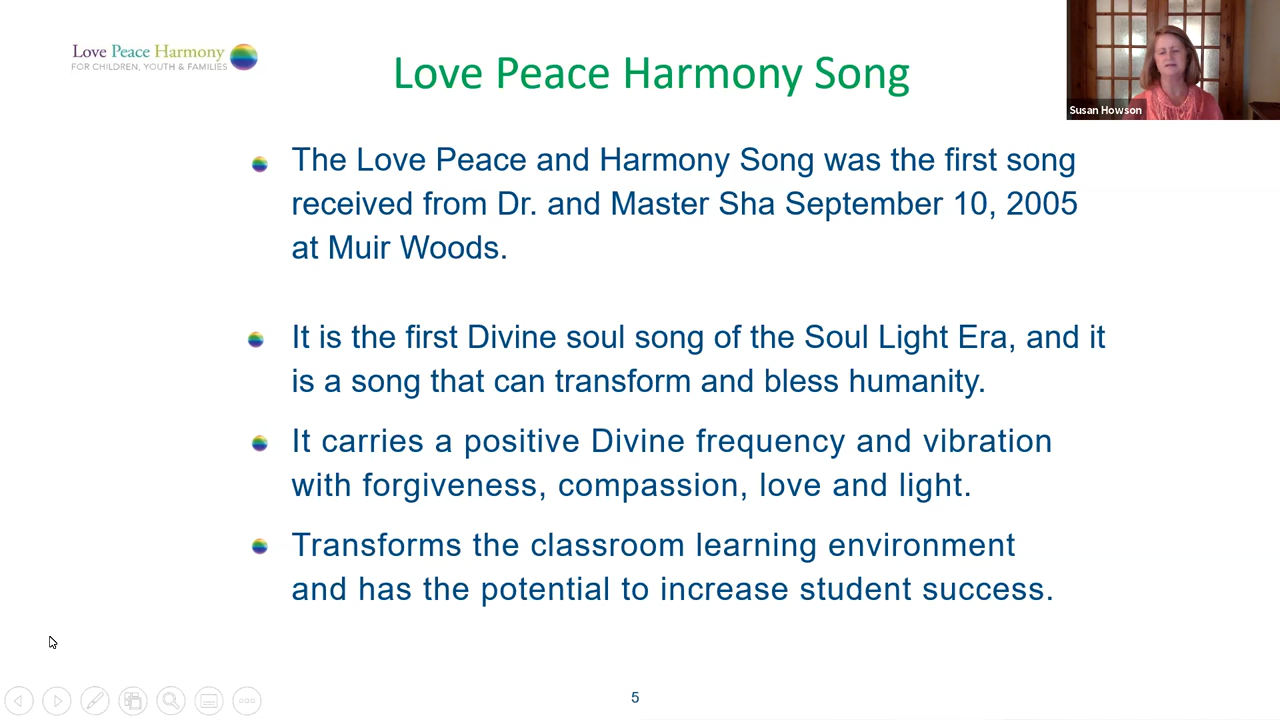 Love Peace Harmony
FOR CHILDREN, YOUTH & FAMILIES
Love Peace Harmony Song
Susan Howson
The Love Peace and Harmony Song was the first song
received from Dr. and Master Sha September 10, 2005
at Muir Woods.
It is the first Divine soul song of the Soul Light Era, and it
is a song that can transform and bless humanity.
It carries a positive Divine frequency and vibration
with forgiveness, compassion, love and light.
Transforms the classroom learning environment
and has the potential to increase student success.
5